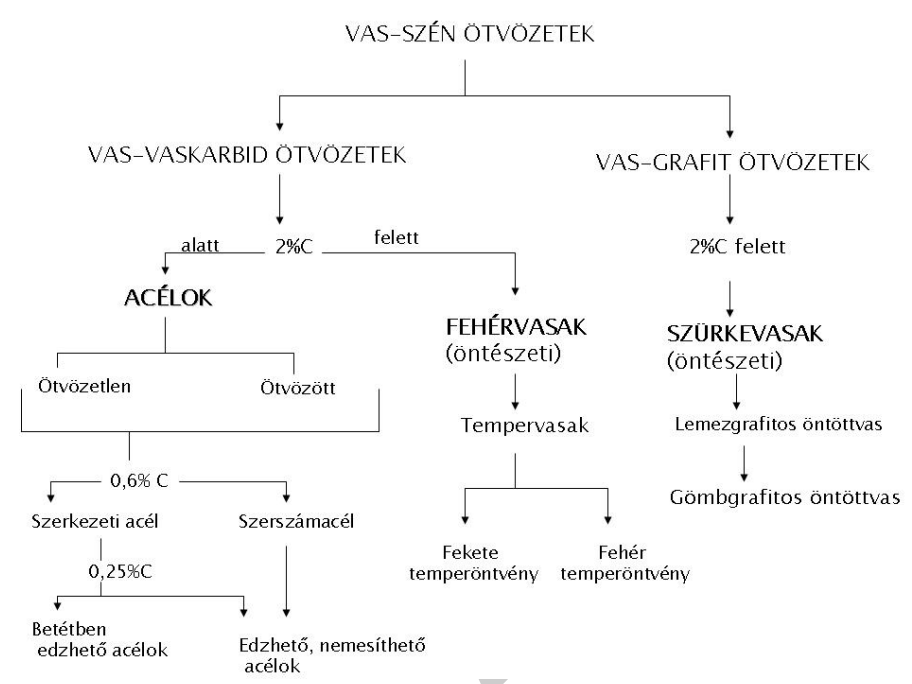 VAS-SZÉN ÖTVÖZETEK
VAS-VASKARBID ÖTVÖZETEK
VAS-GRAFIT ÖTVÖZETEK
alatt
2%C
felett
2%C felett
ACÉLOK
FEHÉRVASAK
(öntészeti)
SZÜRKEVASAK
(öntészeti)
Ötvözetlen
Ötvözött
Tempervasak
Lemezgrafitos öntöttvas
0,6% C
Gömbgrafitos öntöttvas
Szerkezeti acél
Szerszámacél
Fekete
temperöntvény
Fehér
temperöntvény
0,25%C
Betétben
edzhető acélok
Edzhető, nemesíthető
acélok